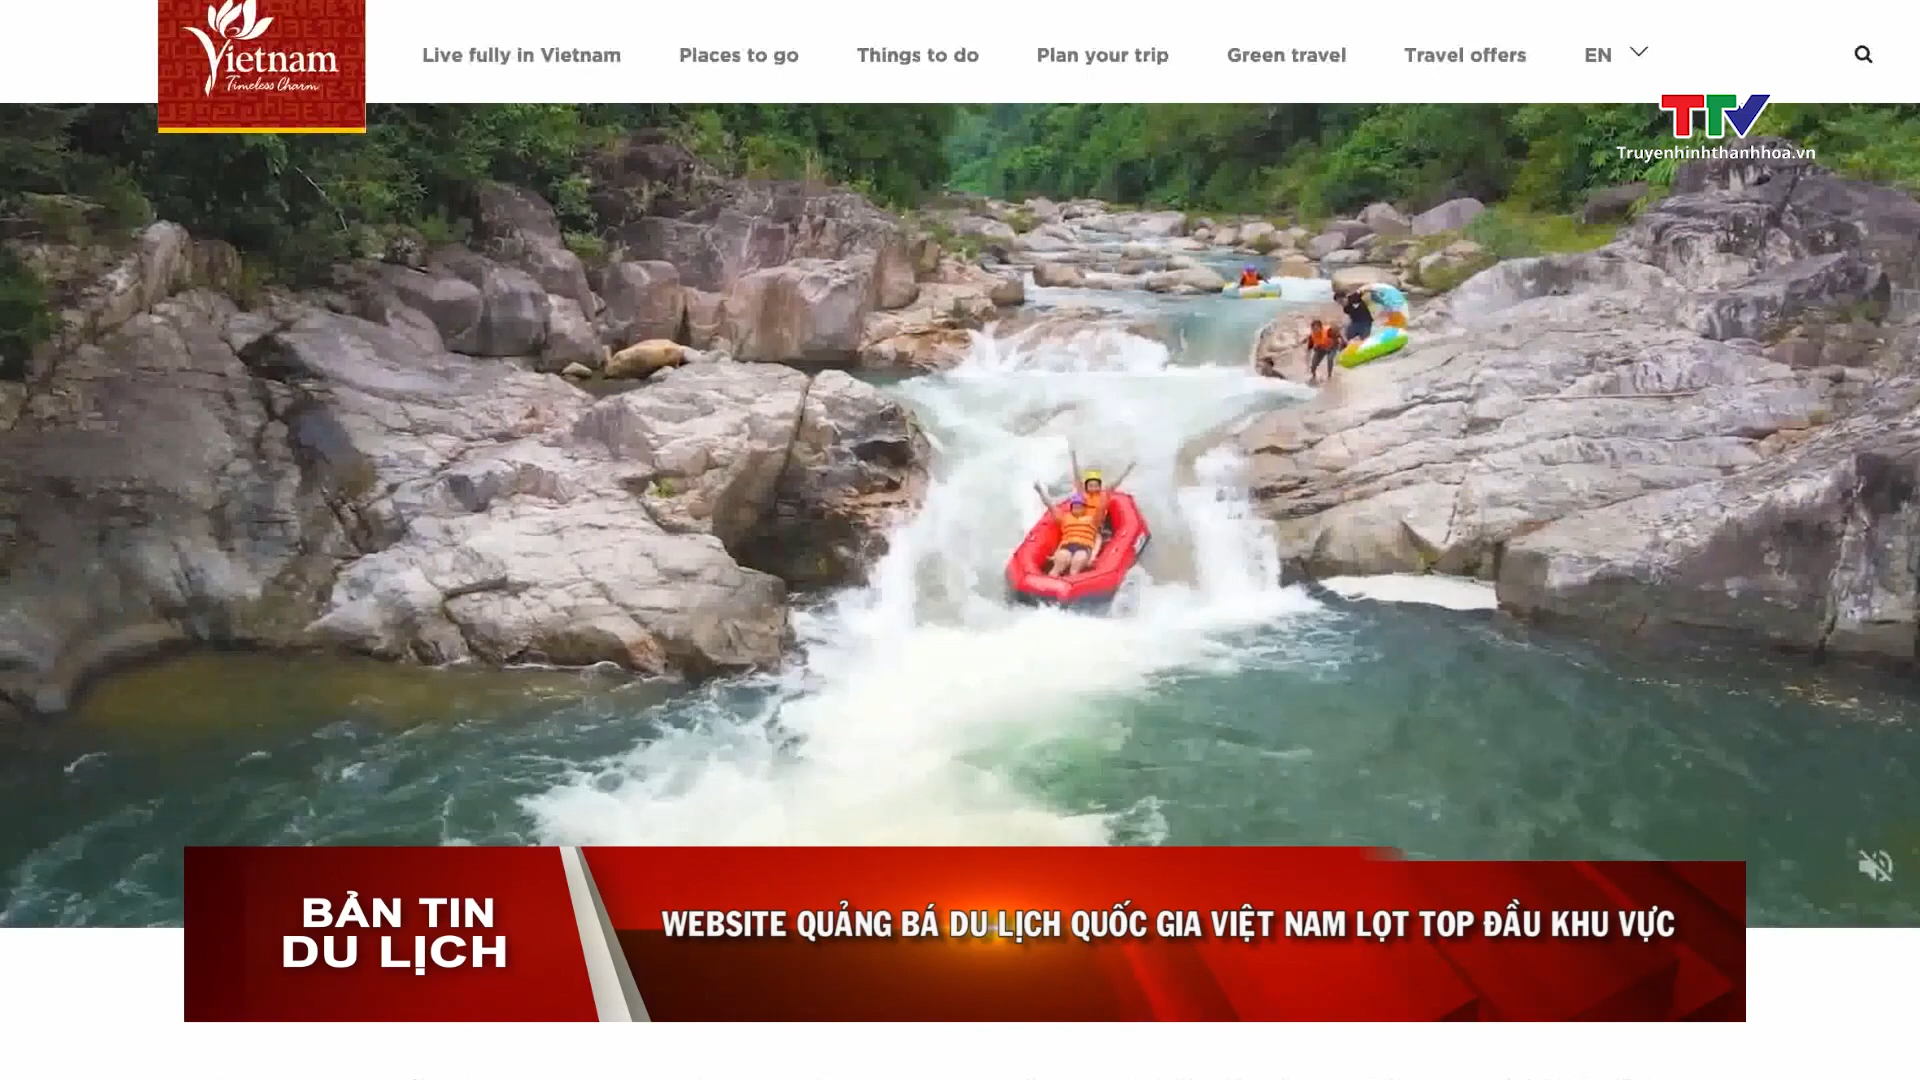 Vietnam
Timeless Charm
Live fully in Vietnam
Places to go
Things to do
Plan your trip
Green travel
Travel offers
EN
TTV
Truyenhinhthanhhoa.vn
BẢN TIN
DU LỊCH
WEBSITE QUẢNG BÁ DU LỊCH QUỐC GIA VIỆT NAM LỌT TOP ĐẦU KHU VỰC